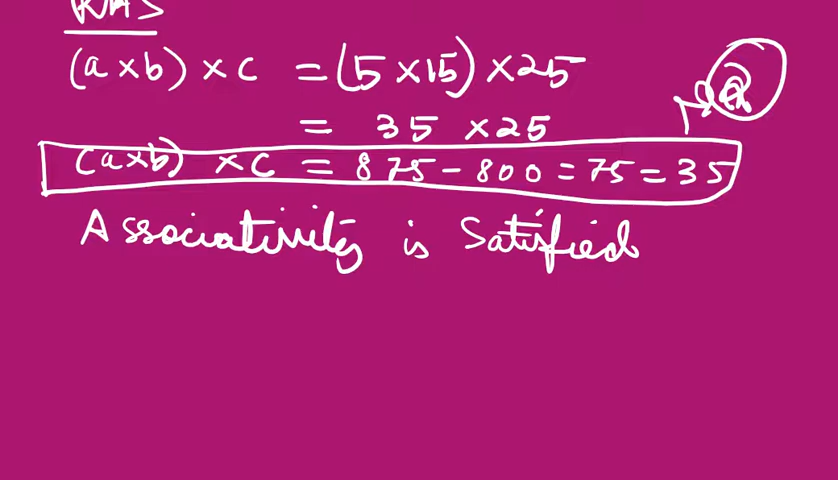 RHS
(a x b) x c = (5 x 15) x 25
= 35 x 25
(a x b) x c = 875 - 800 = 75 = 35
Associativity is Satisfied